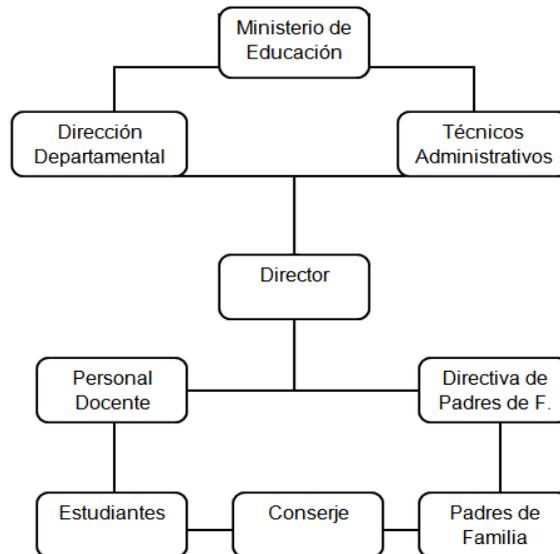 Ministerio de
Educación
Dirección
Departamental
Técnicos
Administrativos
Director
Personal
Docente
Directiva de
Padres de F.
Estudiantes
Conserje
Padres de
Familia